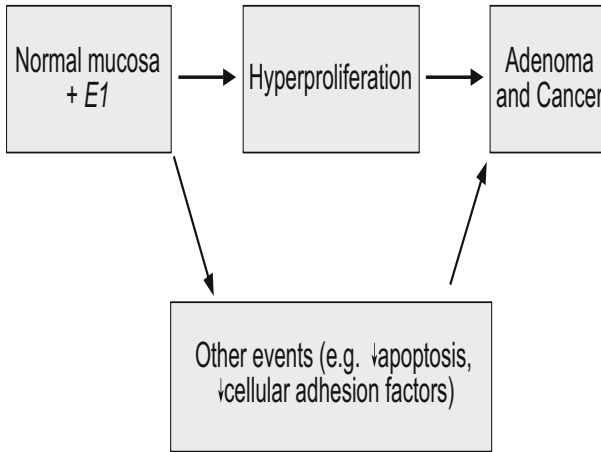 Normal mucosa
+ E1
Hyperproliferation
Adenoma
and Cancer
Other events (e.g. ↓apoptosis,
↓cellular adhesion factors)